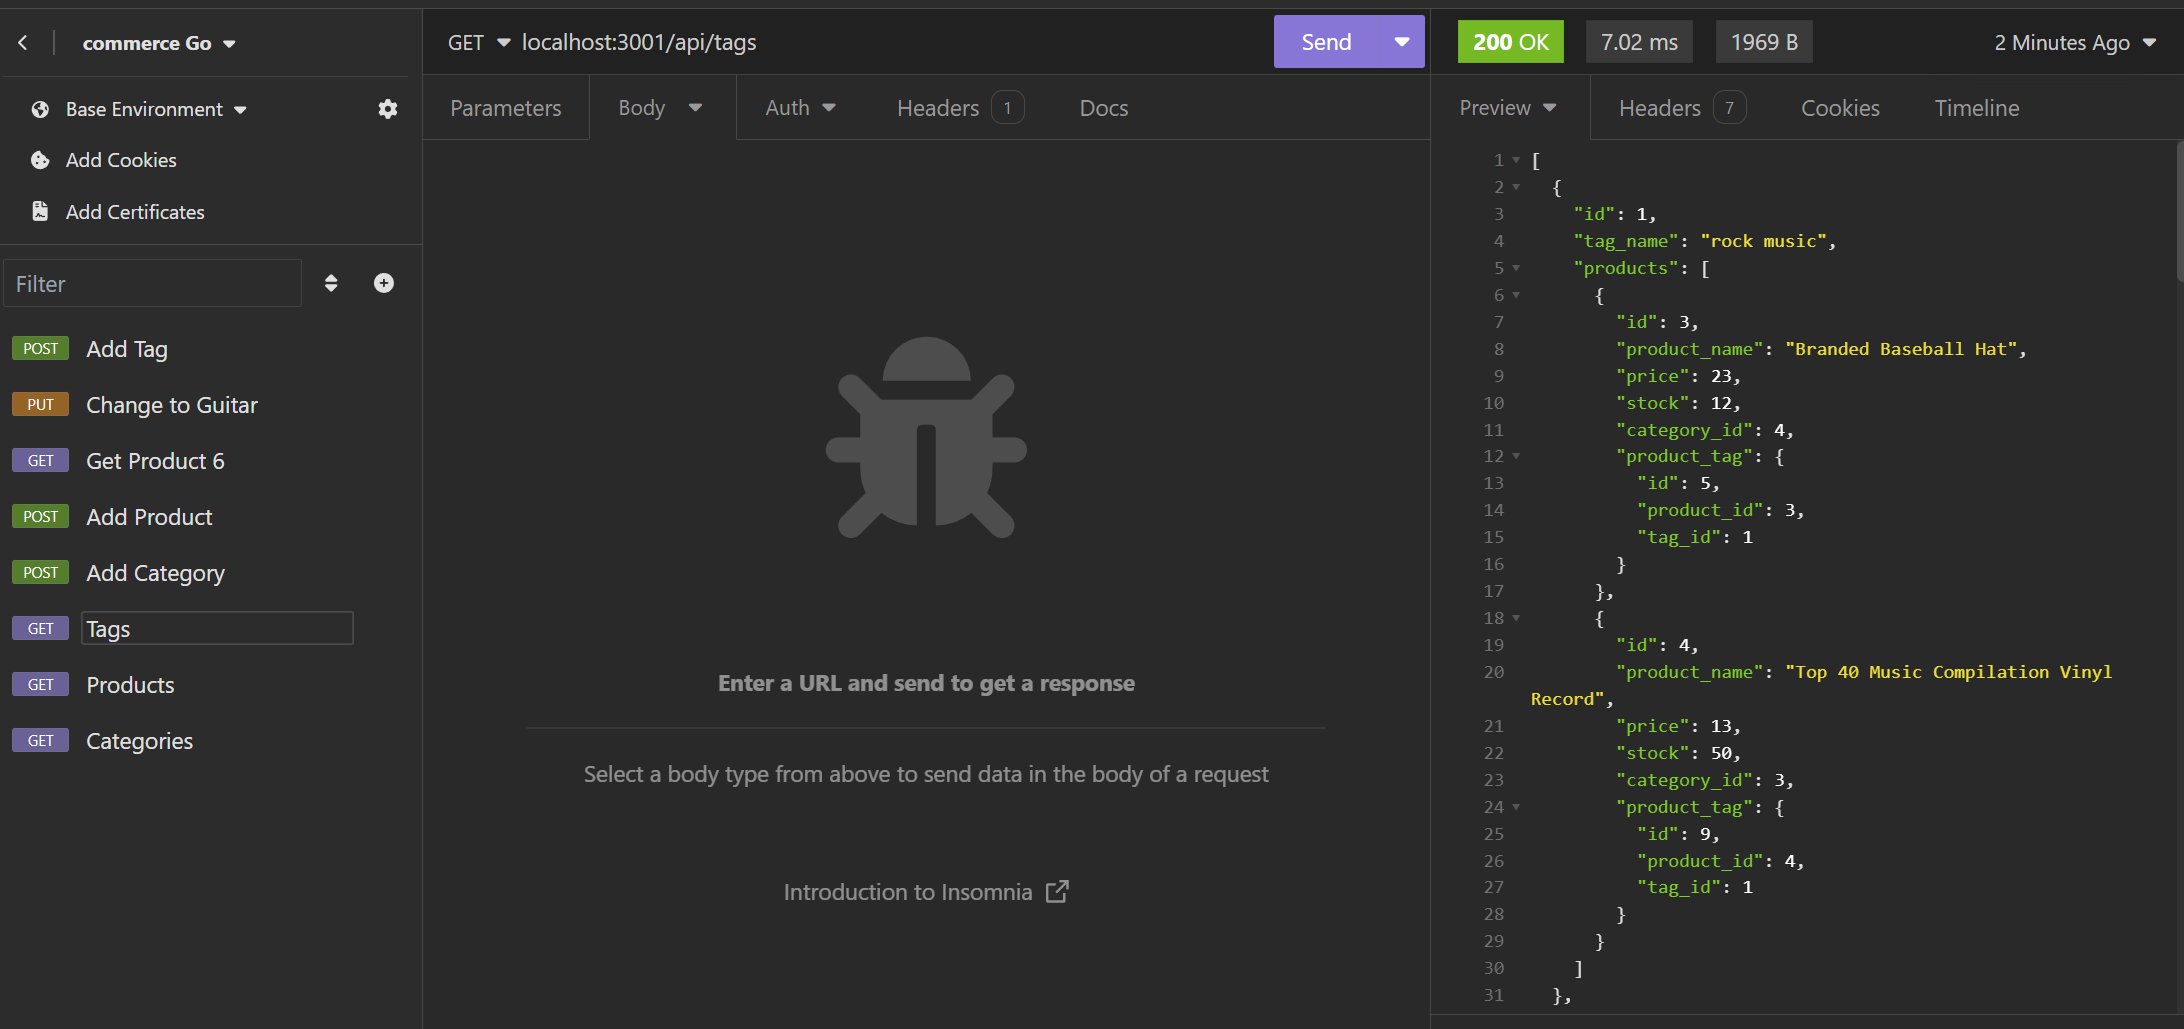 commerce Go
Base Environment
Add Cookies
Add Certificates
Filter
POST Add Tag
PUT Change to Guitar
GET Get Product 6
POST Add Product
POST Add Category
GET Tags
GET Products
GET Categories
GET localhost:3001/api/tags Send
Parameters Body Auth Headers 1 Docs
Enter a URL and send to get a response
Select a body type from above to send data in the body of a request
Introduction to Insomnia
200 OK 7.02 ms 1969 B 2 Minutes Ago
Preview Headers 7 Cookies Timeline
1 [
2 {
3 "id": 1,
4 "tag_name": "rock music",
5 "products": [
6 {
7 "id": 3,
8 "product_name": "Branded Baseball Hat",
9 "price": 23,
10 "stock": 12,
11 "category_id": 4,
12 "product_tag": {
13 "id": 5,
14 "product_id": 3,
15 "tag_id": 1
16 }
17 },
18 {
19 "id": 4,
20 "product_name": "Top 40 Music Compilation Vinyl
Record",
21 "price": 13,
22 "stock": 50,
23 "category_id": 3,
24 "product_tag": {
25 "id": 9,
26 "product_id": 4,
27 "tag_id": 1
28 }
29 }
30 ]
31 },